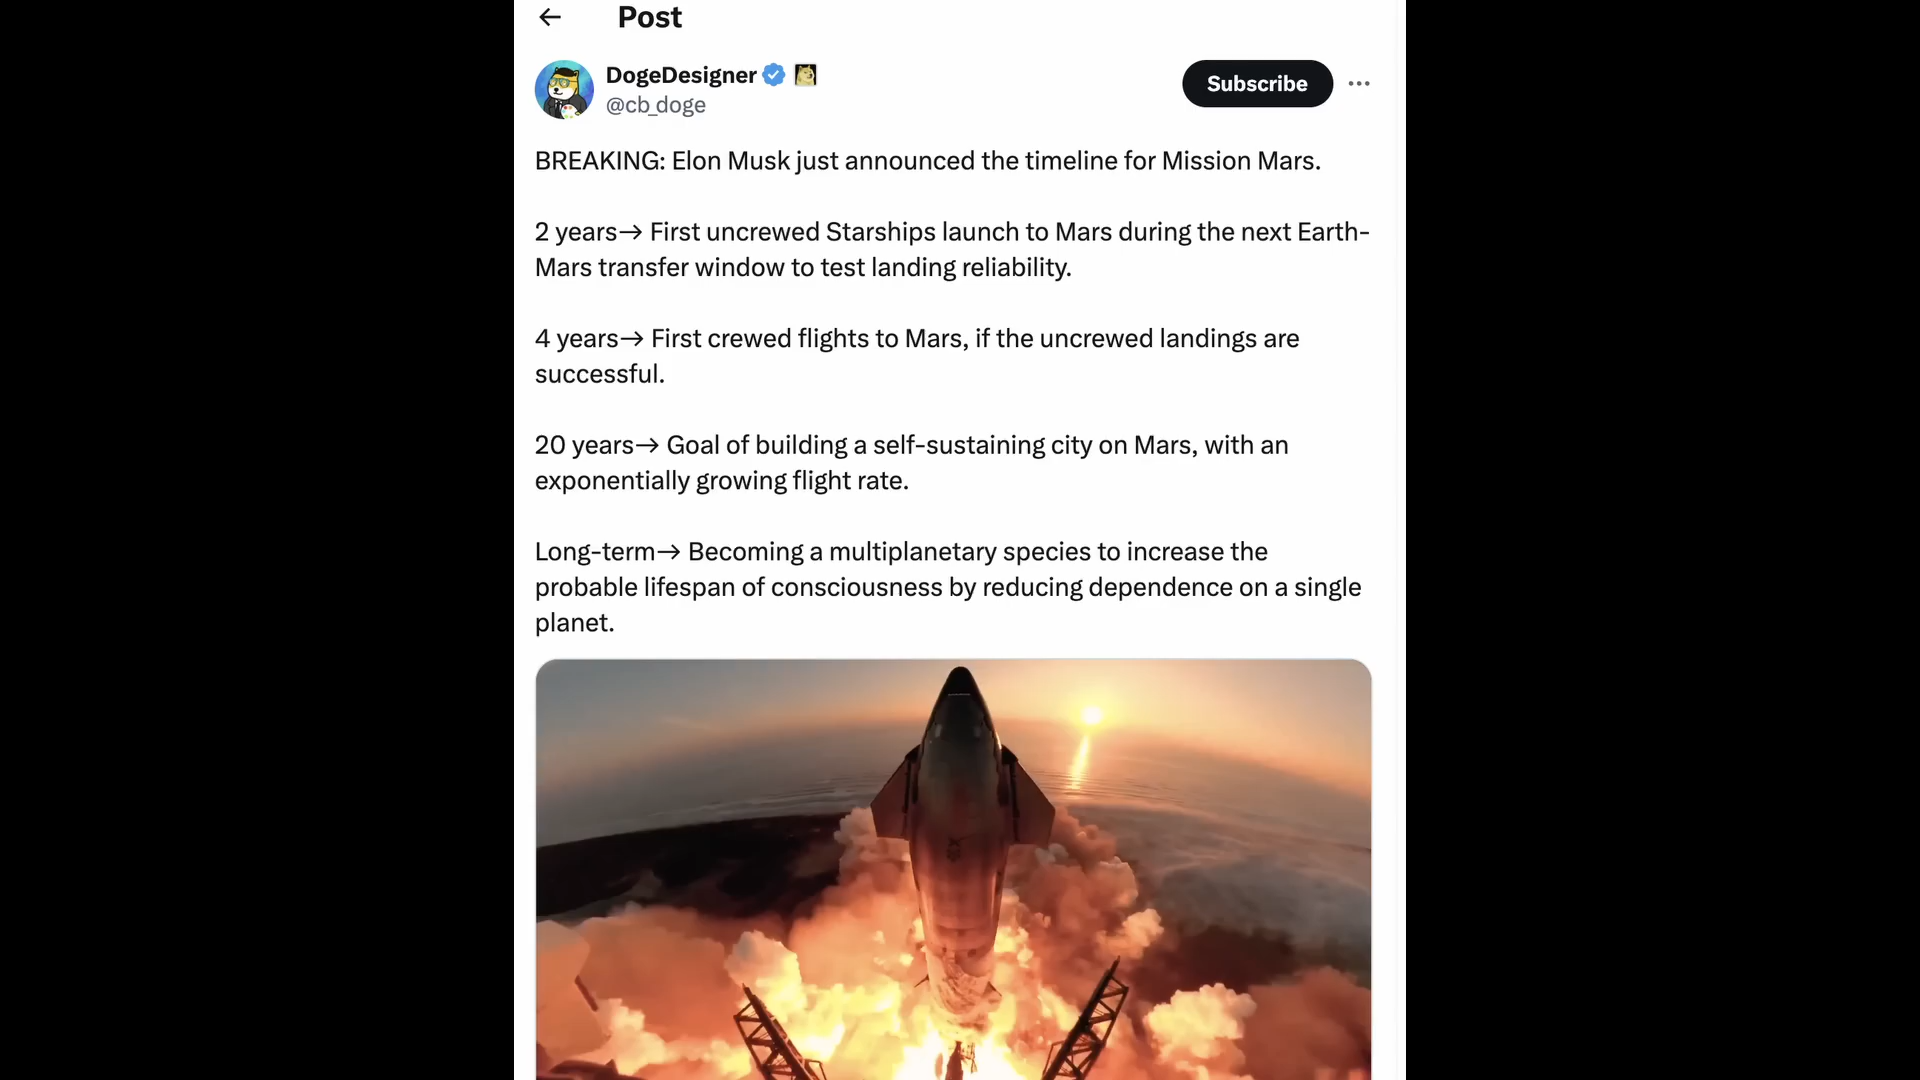 Post
DogeDesigner
Subscribe
@cb_doge
BREAKING: Elon Musk just announced the timeline for Mission Mars.
2 years→ First uncrewed Starships launch to Mars during the next Earth-
Mars transfer window to test landing reliability.
4 years→ First crewed flights to Mars, if the uncrewed landings are
successful.
20 years→ Goal of building a self-sustaining city on Mars, with an
exponentially growing flight rate.
Long-term→ Becoming a multiplanetary species to increase the
probable lifespan of consciousness by reducing dependence on a single
planet.